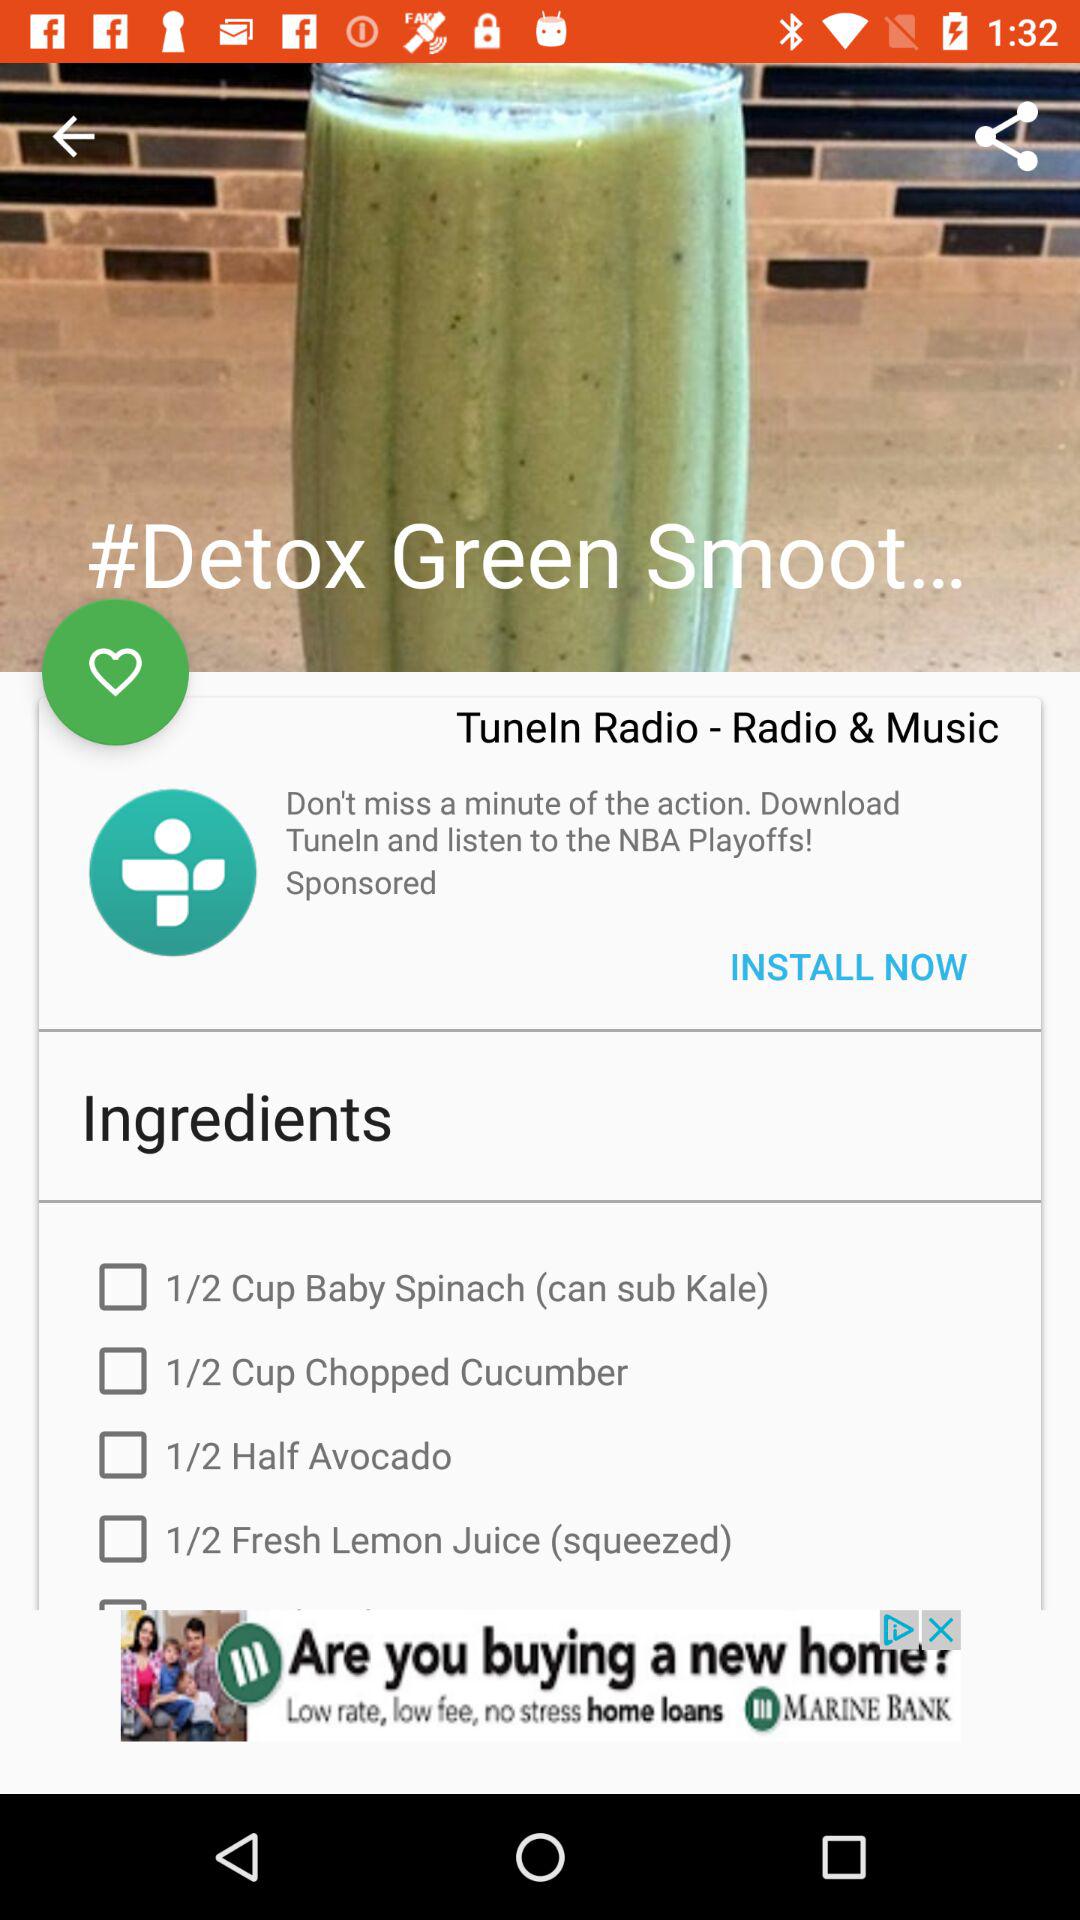 FAKE
1:32
#Detox Green Smoot...
TuneIn Radio - Radio & Music
Don't miss a minute of the action. Download
TuneIn and listen to the NBA Playoffs!
Sponsored
INSTALL NOW
Ingredients
1/2 Cup Baby Spinach (can sub Kale)
1/2 Cup Chopped Cucumber
1/2 Half Avocado
1/2 Fresh Lemon Juice (squeezed)
Are you buying a new home?
Low rate, low fee, no stress home loans
MARINE BANK